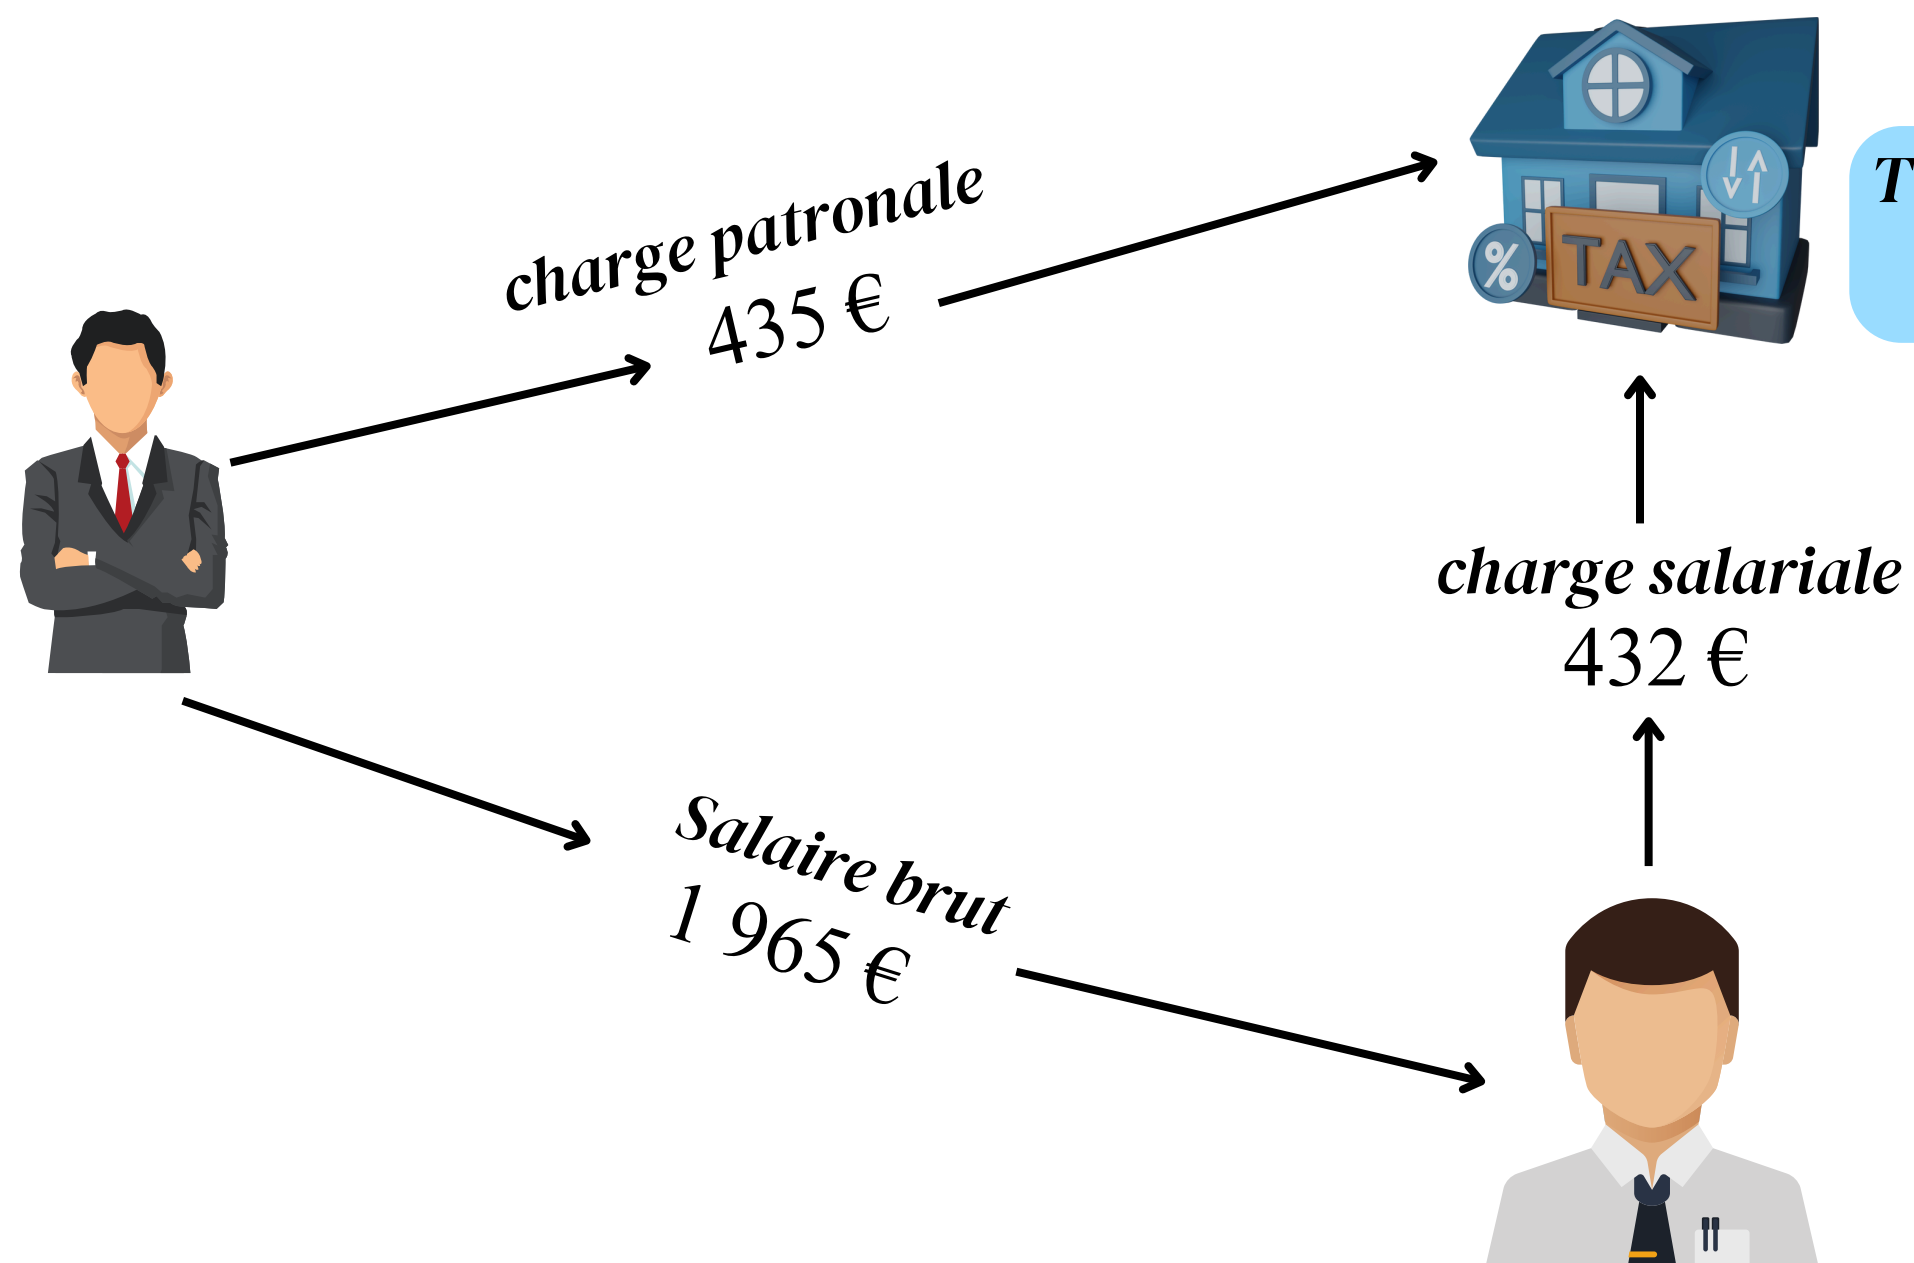 charge patronale
435 €
TAX
%
charge salariale
432 €
Salaire brut
1 965 €